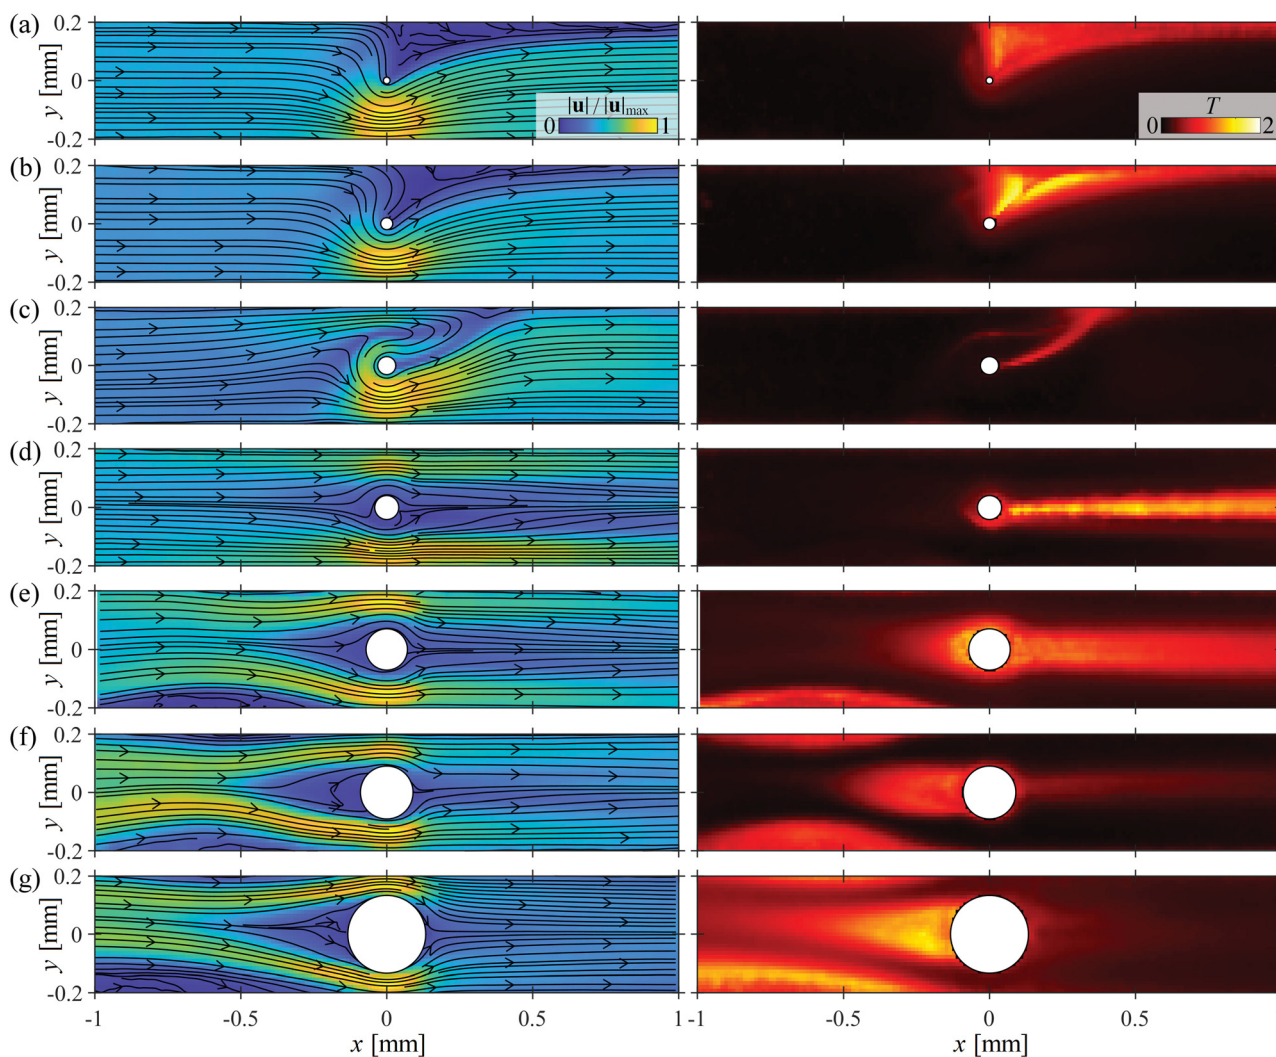 (a) 0.2 0 -0.2 y [mm] |u| / |u|max 0 1 T 0 2
(b) 0.2 0 -0.2 y [mm]
(c) 0.2 0 -0.2 y [mm]
(d) 0.2 0 -0.2 y [mm]
(e) 0.2 0 -0.2 y [mm]
(f) 0.2 0 -0.2 y [mm]
(g) 0.2 0 -0.2 y [mm]
-1 -0.5 0 0.5 1 -1 -0.5 0 0.5
x [mm] x [mm]